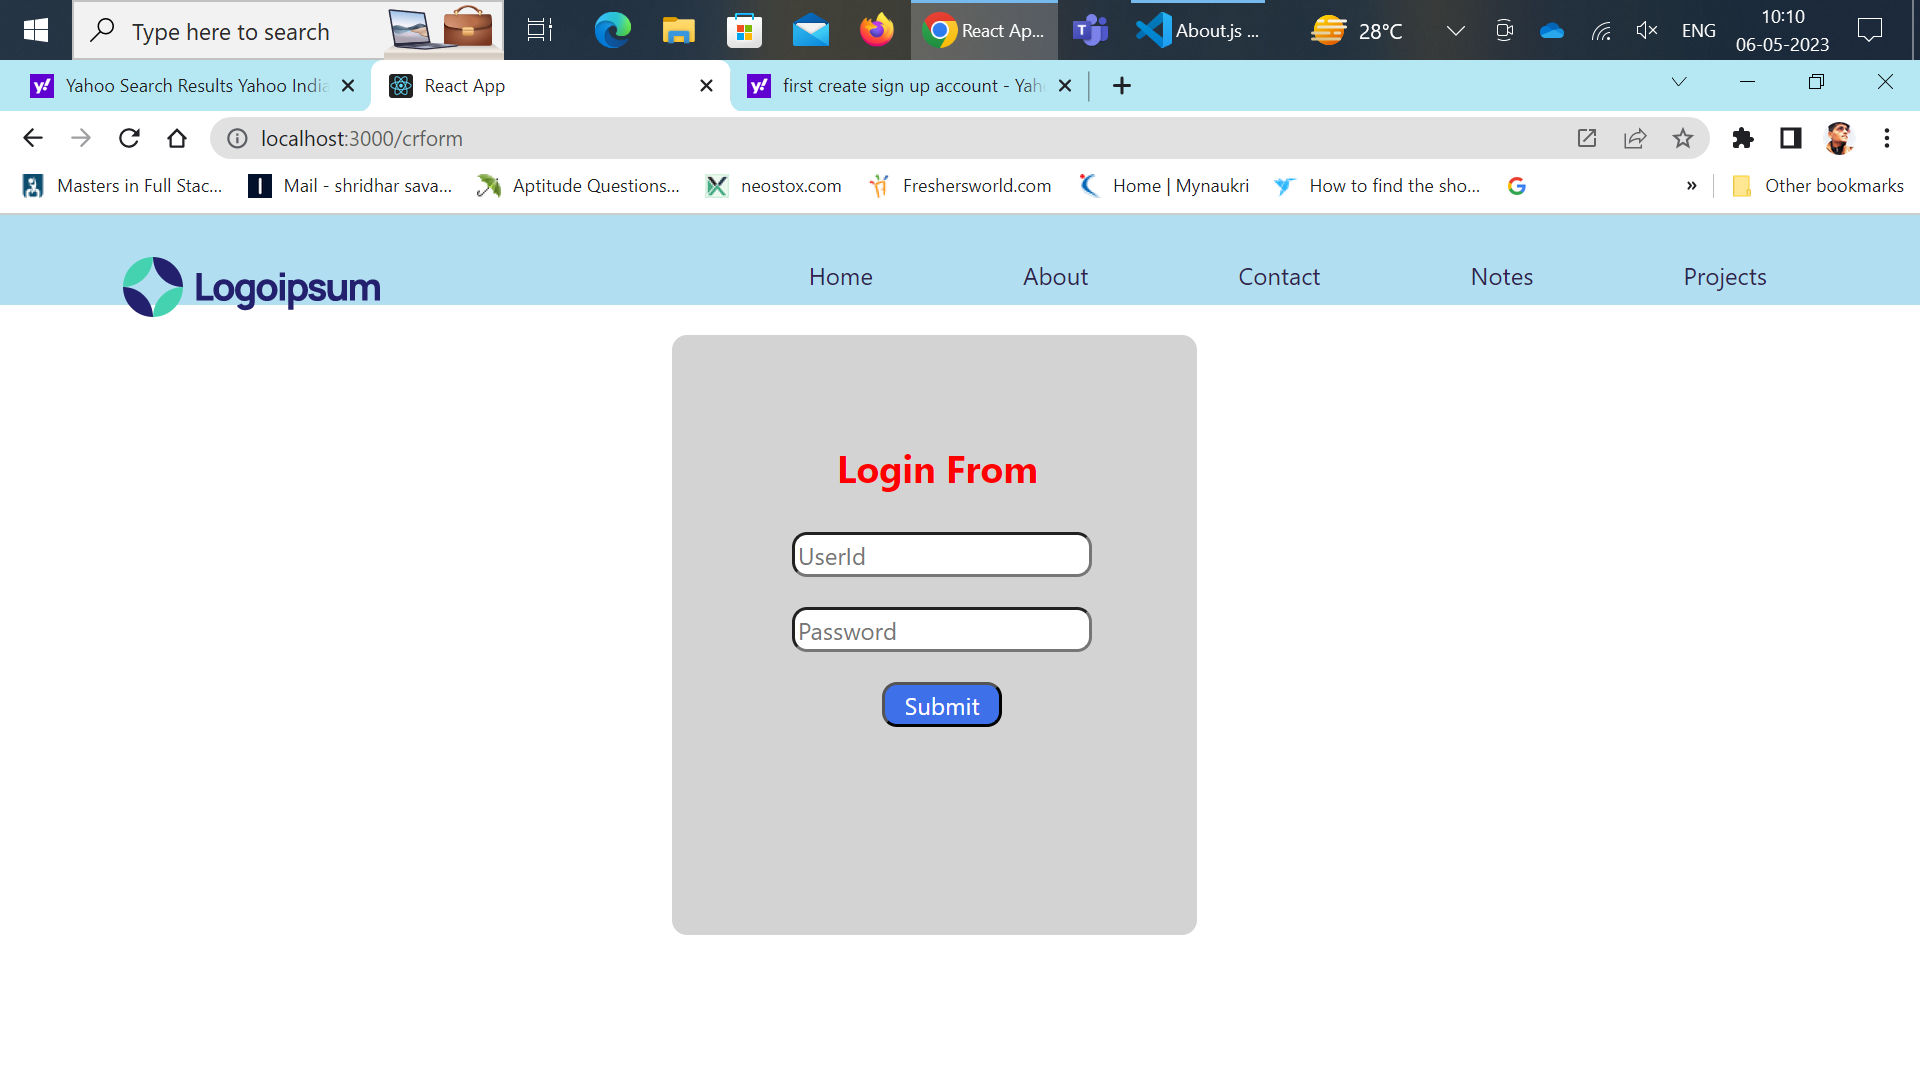 Type here to search
React Ap...
About.js ...
28°C
ENG
10:10
06-05-2023
Yahoo Search Results Yahoo India
React App
first create sign up account - Yah
localhost:3000/crform
Masters in Full Stac...
Mail - shridhar sava...
Aptitude Questions...
neostox.com
Freshersworld.com
Home | Mynaukri
How to find the sho...
»
Other bookmarks
Logoipsum
Home
About
Contact
Notes
Projects
Login From
UserId
Password
Submit